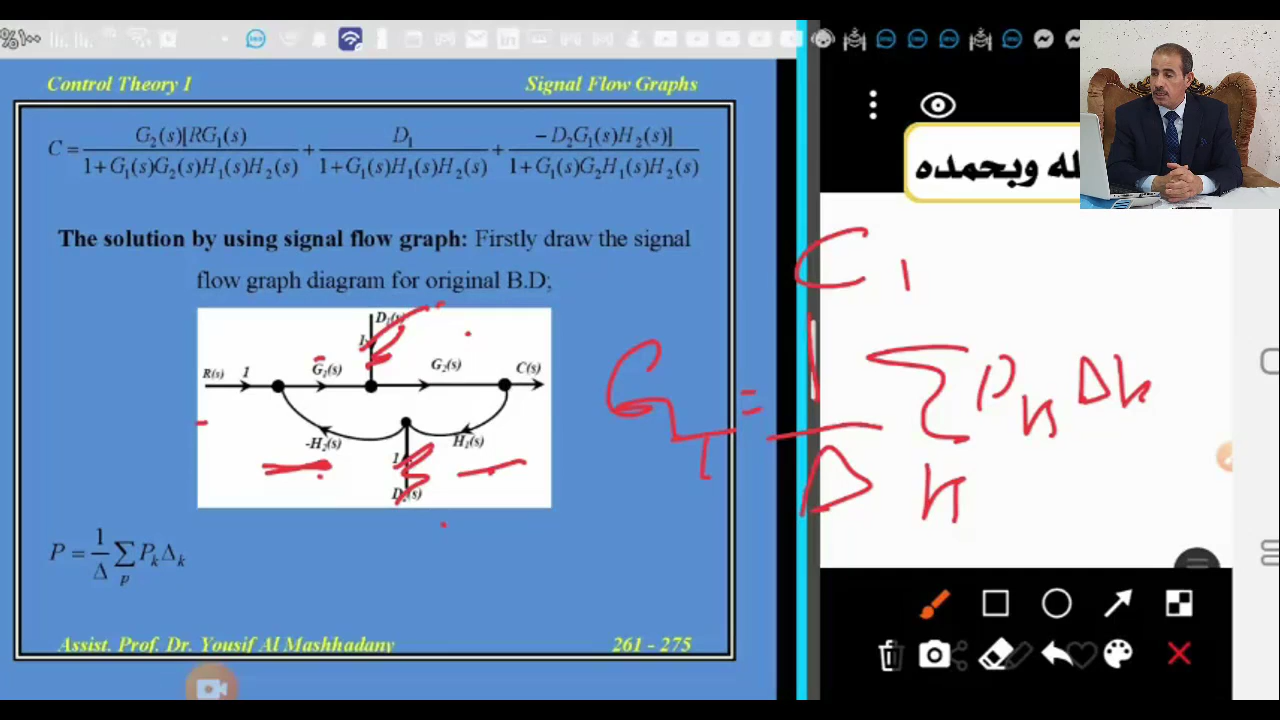 %١٠٠
Control Theory I
Signal Flow Graphs
C = G₂(s)[RG₁(s) / 1+G₁(s)G₂(s)H₁(s)H₂(s) + D₁ / 1+G₁(s)H₁(s)H₂(s) + −D₂G₁(s)H₂(s)] / 1+G₁(s)G₂H₁(s)H₂(s)
The solution by using signal flow graph: Firstly draw the signal
flow graph diagram for original B.D;
D₁(s)
1
R(s) 1 G₁(s) G₂(s) C(s)
-H₂(s) H₁(s)
1
(s)
P = 1/Δ ∑p PₖΔₖ
Assist. Prof. Dr. Yousif Al Mashhadany
261 - 275
له وبحمده
C₁
G_T = 1/Δ ∑k Pk Δk